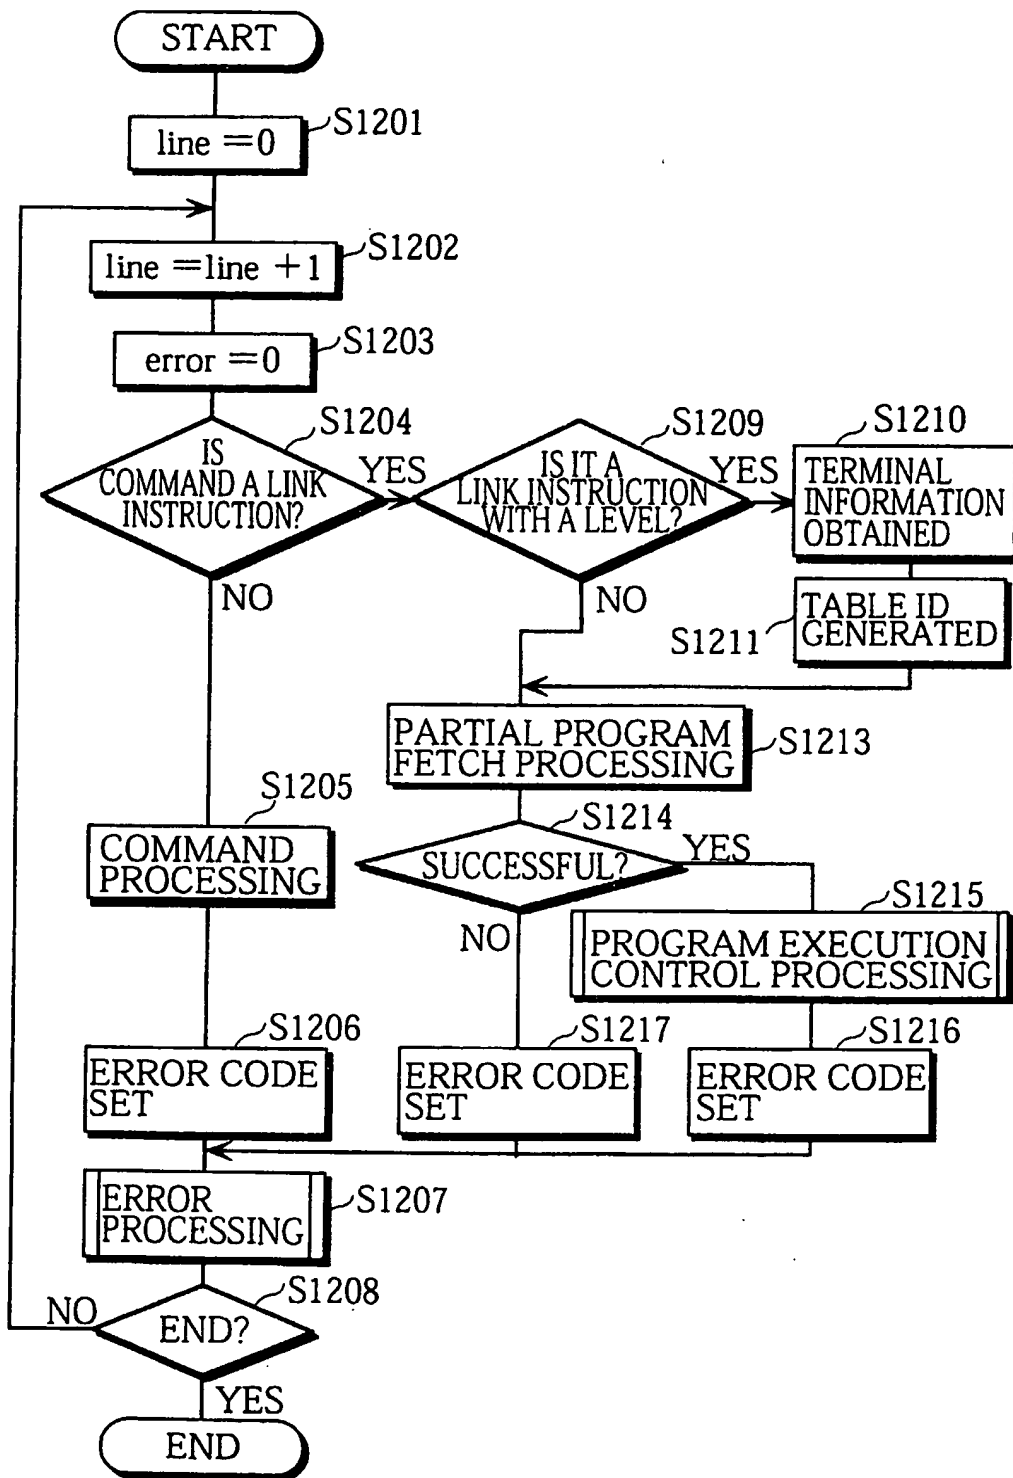 START
S1201
line =0
S1202
line =line +1
S1203
error =0
S1204
IS
COMMAND A LINK
INSTRUCTION?
YES
NO
S1209
IS IT A
LINK INSTRUCTION
WITH A LEVEL?
YES
NO
S1210
TERMINAL
INFORMATION
OBTAINED
S1211
TABLE ID
GENERATED
PARTIAL PROGRAM
FETCH PROCESSING
S1213
S1205
COMMAND
PROCESSING
S1214
SUCCESSFUL?
YES
NO
S1215
PROGRAM EXECUTION
CONTROL PROCESSING
S1206
ERROR CODE
SET
S1217
ERROR CODE
SET
S1216
ERROR CODE
SET
ERROR
PROCESSING
S1207
S1208
END?
NO
YES
END